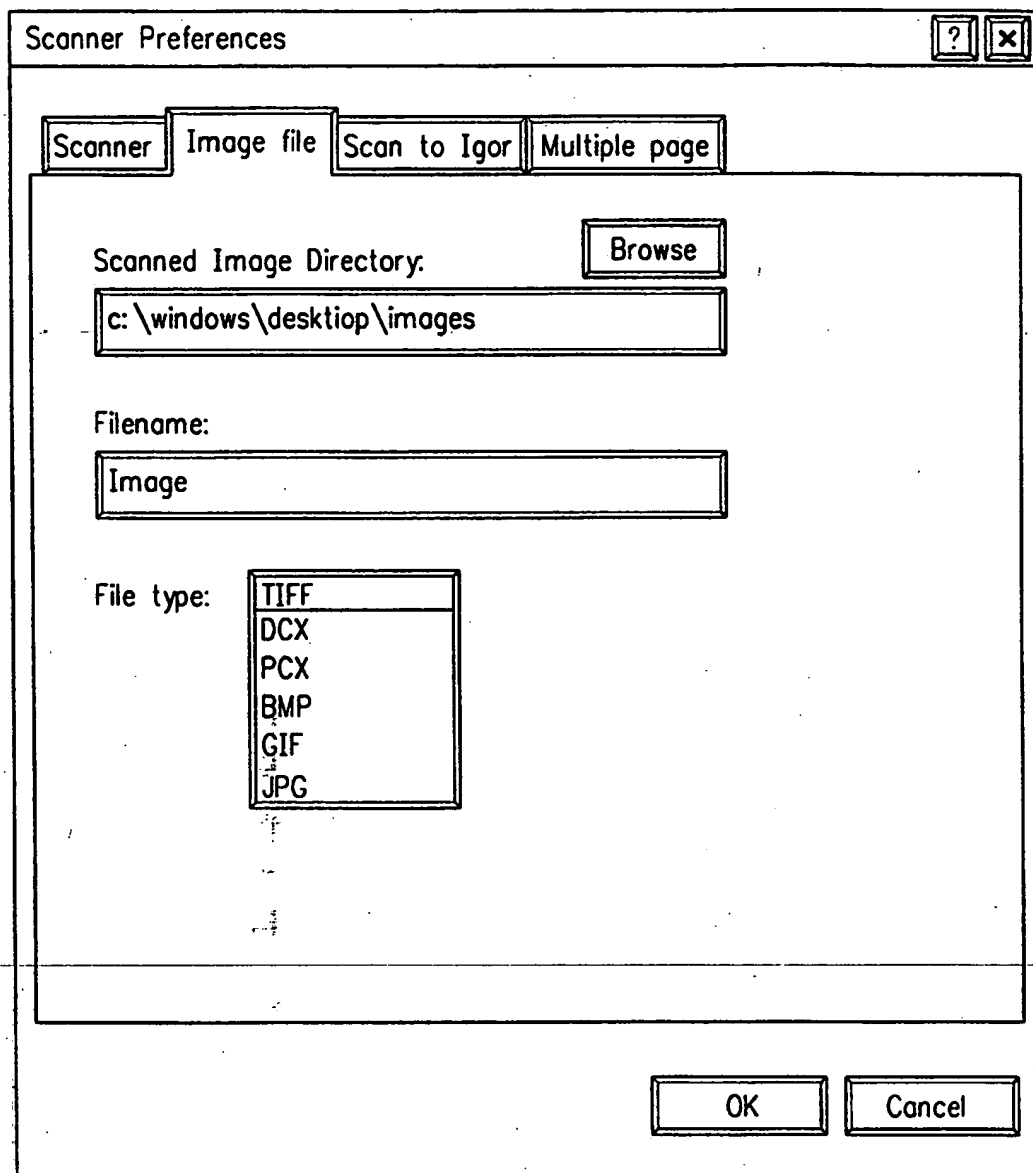 Scanner Preferences ? ×
Scanner Image file Scan to Igor Multiple page
Scanned Image Directory: Browse
c:\windows\desktiop\images
Filename:
Image
File type: TIFF
DCX
PCX
BMP
GIF
JPG
OK Cancel